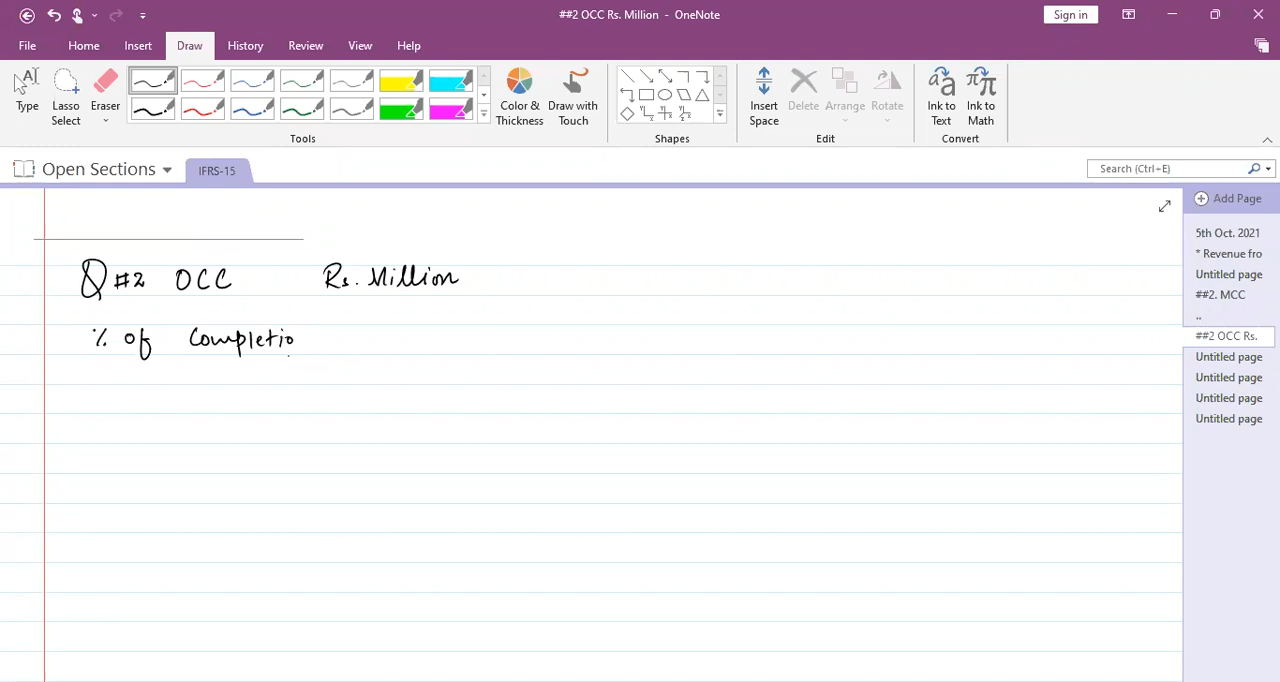 ##2 OCC Rs. Million - OneNote
Sign in
File Home Insert Draw History Review View Help
Type
Lasso Select
Eraser
Color & Thickness
Draw with Touch
Insert Space
Delete
Arrange
Rotate
Ink to Text
Ink to Math
Tools
Shapes
Edit
Convert
Open Sections
IFRS-15
Search (Ctrl+E)
Add Page
5th Oct. 2021
* Revenue fro
Untitled page
##2. MCC
..
##2 OCC Rs.
Untitled page
Untitled page
Untitled page
Untitled page
Q #2 OCC Rs. Million
% of Completio